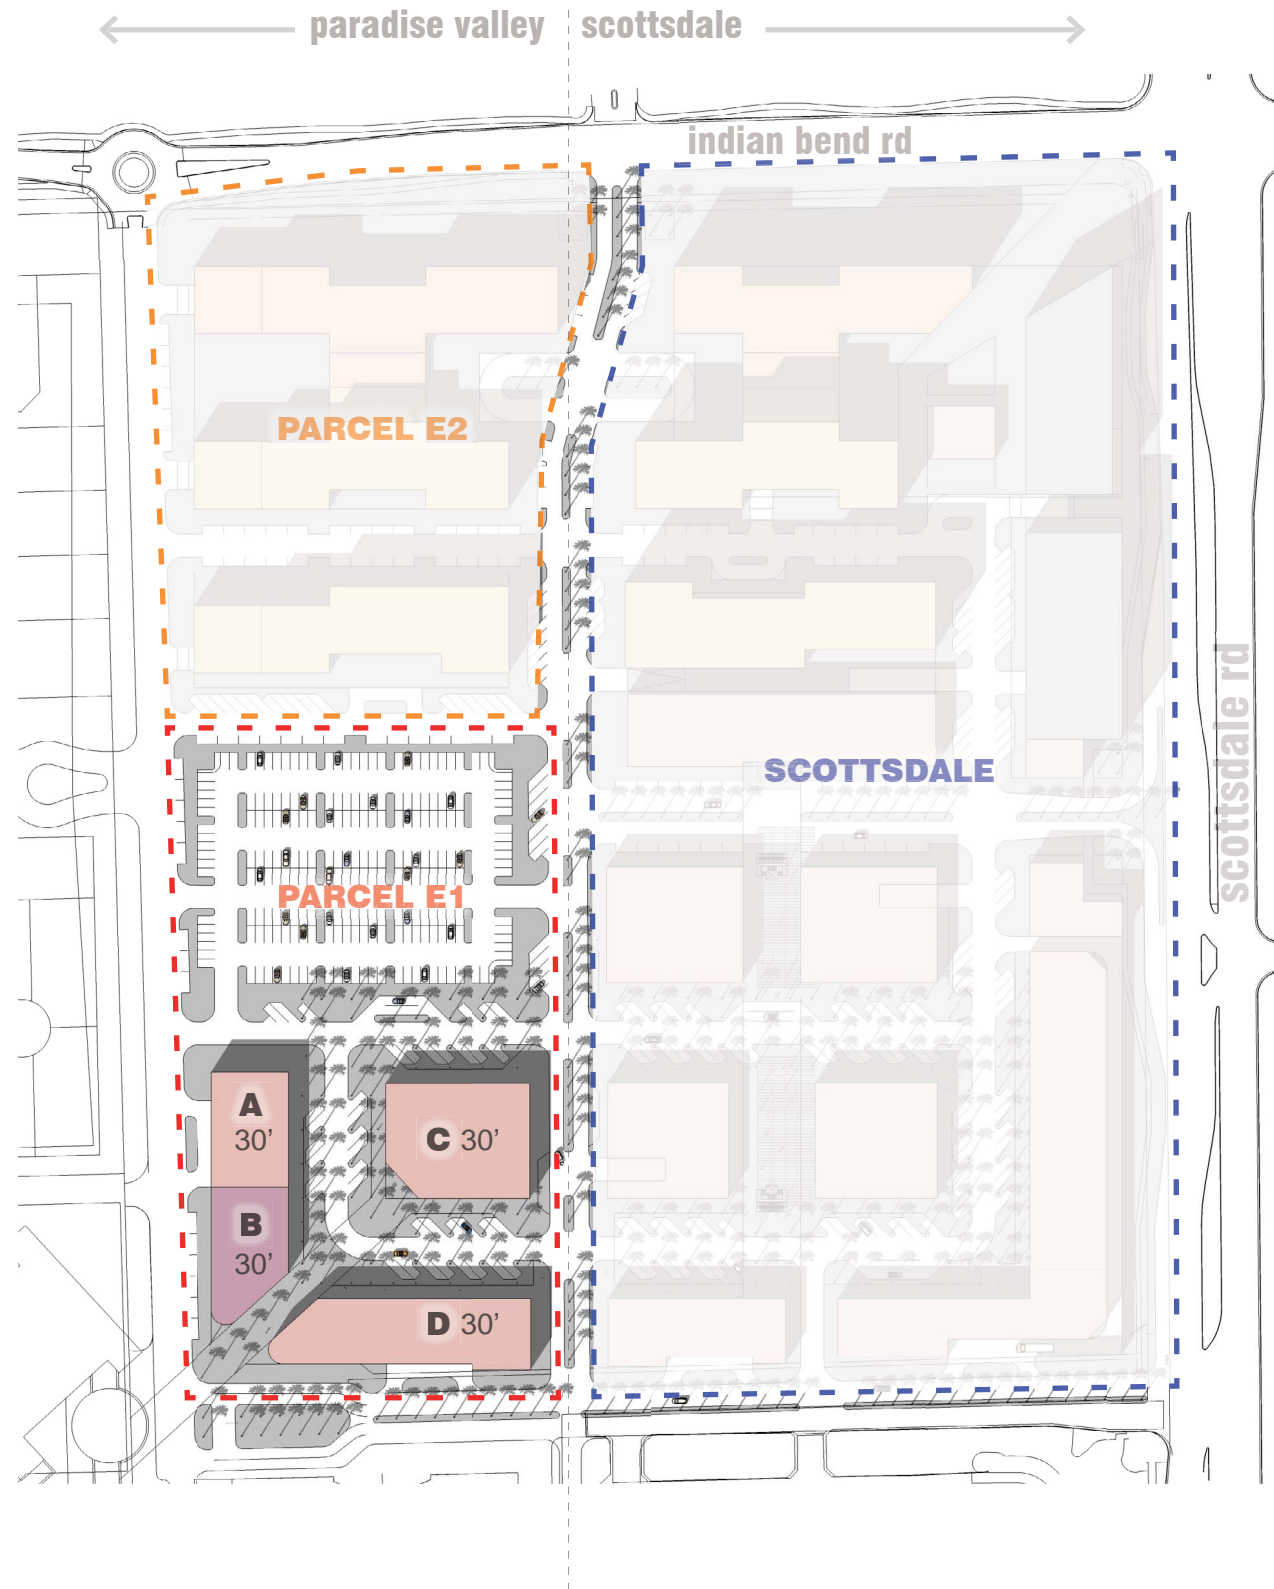 paradise valley
scottsdale
indian bend rd
PARCEL E2
scottsdale rd
SCOTTSDALE
PARCEL E1
A
30’
C 30’
B
30’
D 30’